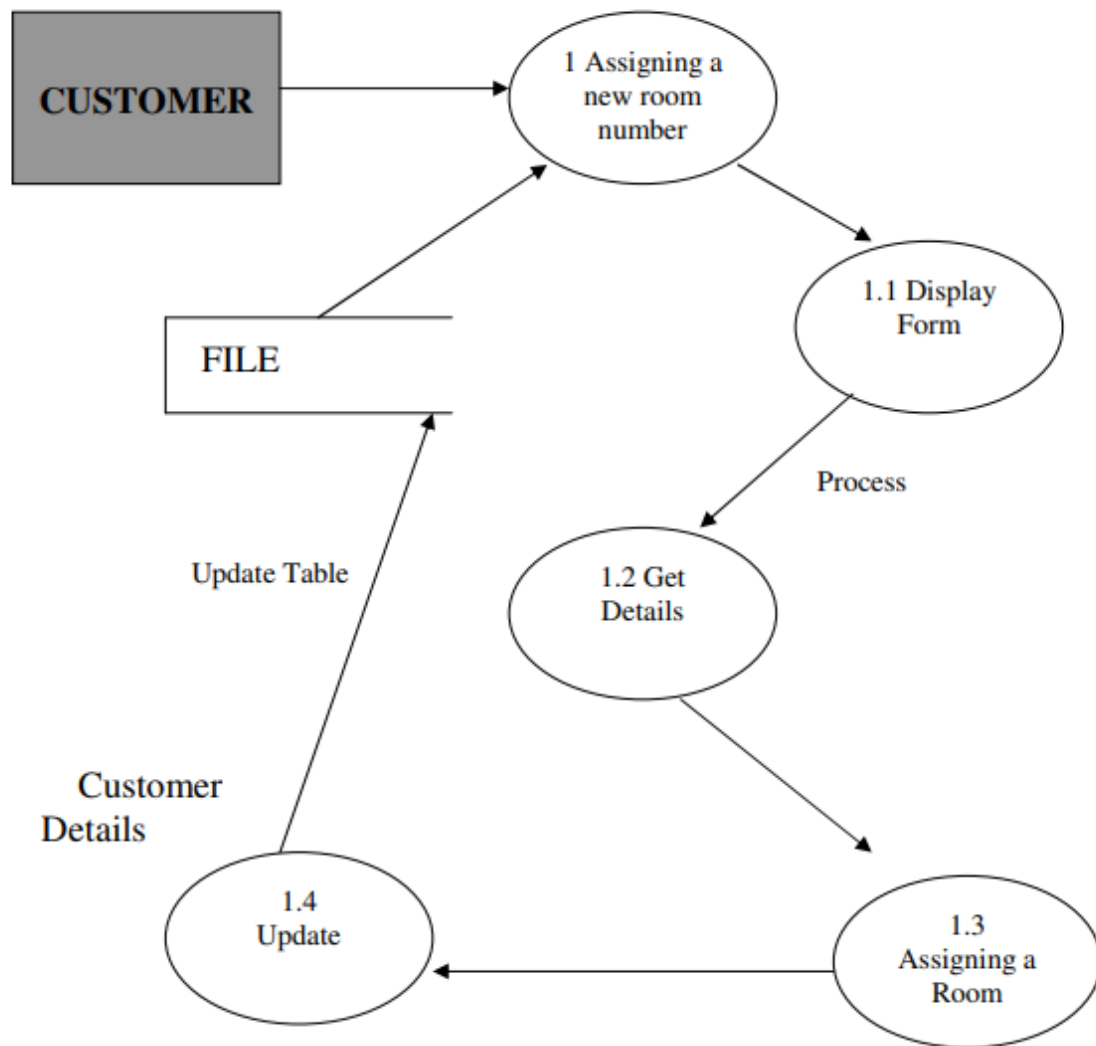 CUSTOMER
1 Assigning a
new room
number
1.1 Display
Form
FILE
Process
1.2 Get
Details
Update Table
Customer
Details
1.4
Update
1.3
Assigning a
Room